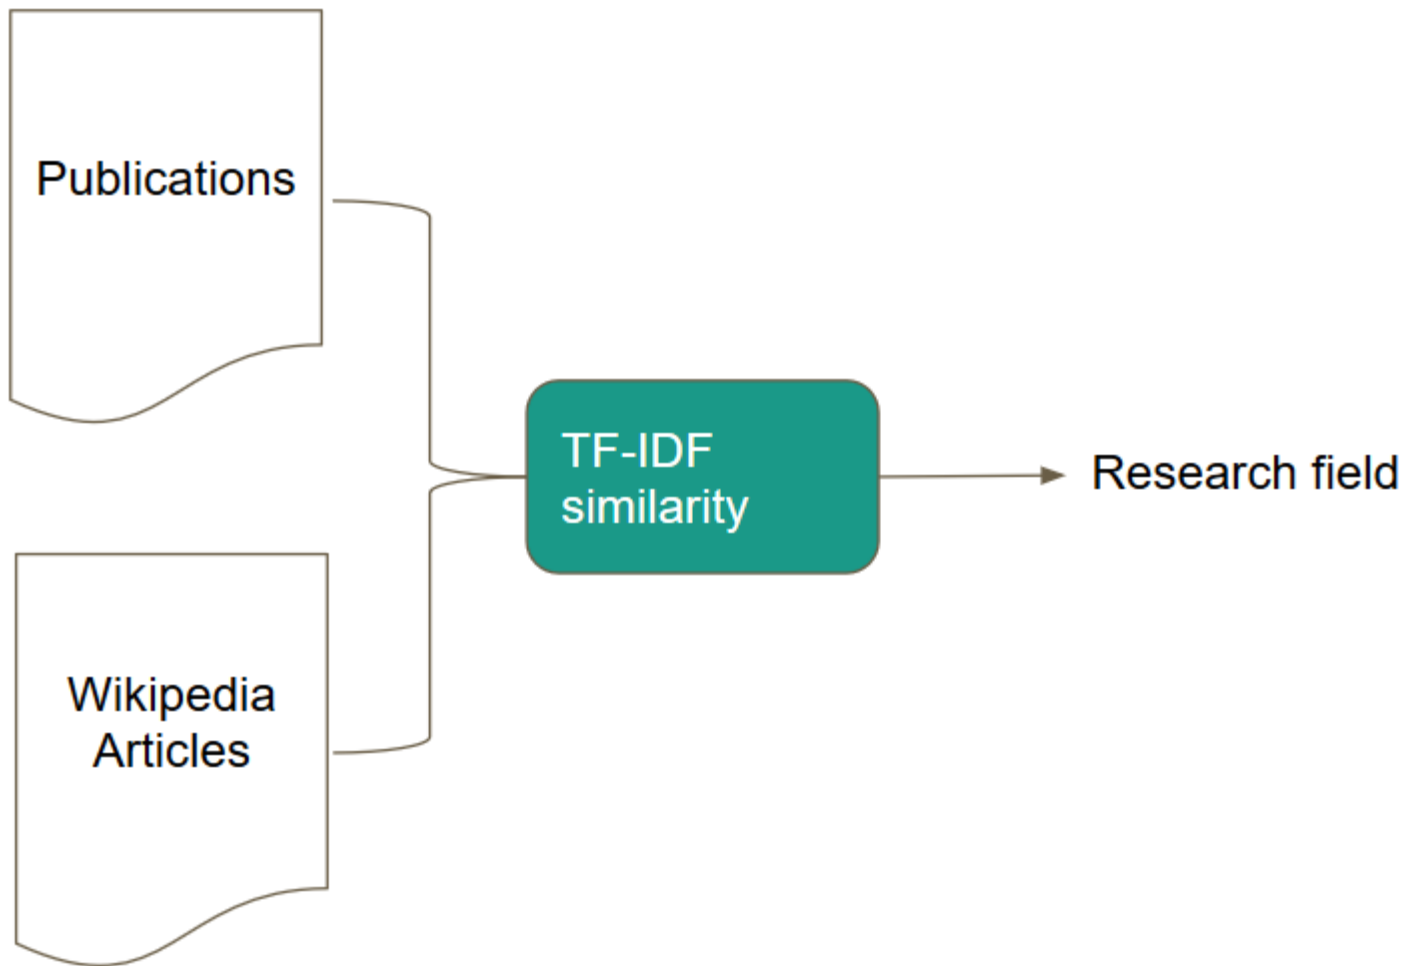 Publications
TF-IDF
similarity
Research field
Wikipedia
Articles